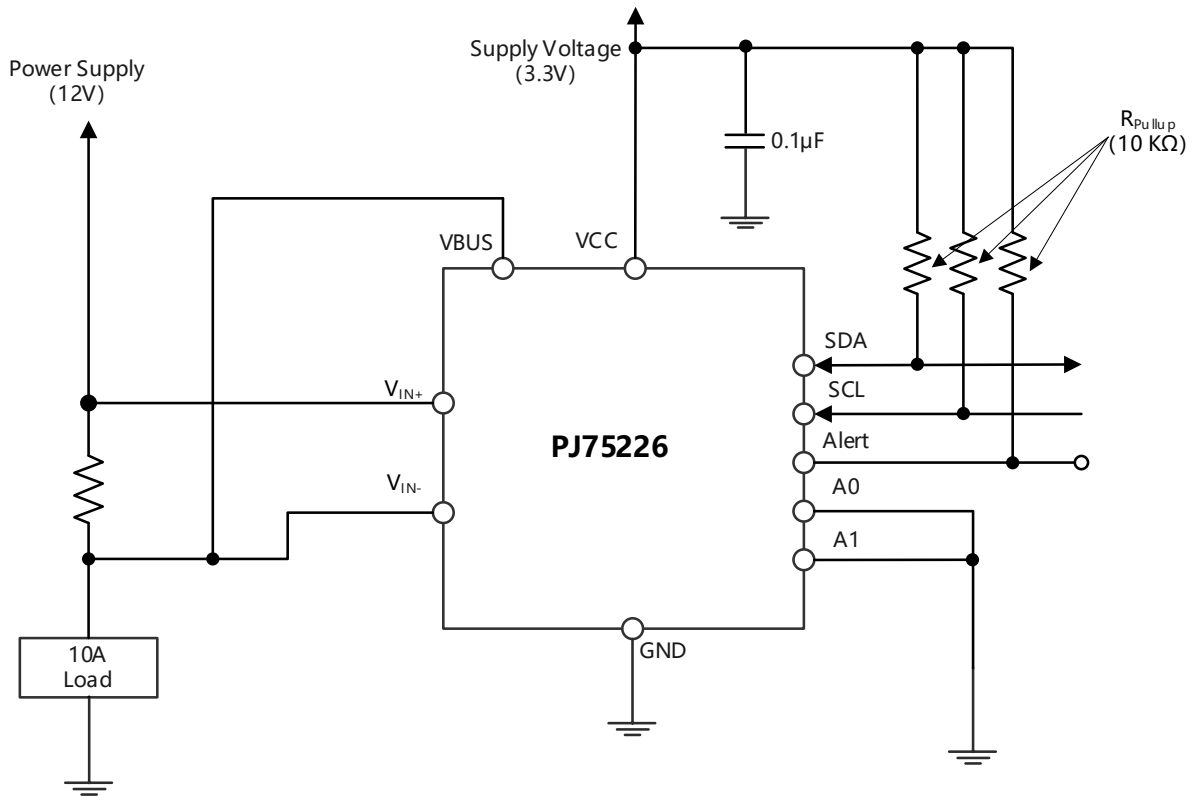 Power Supply
(12V)
Supply Voltage
(3.3V)
0.1μF
RPullup
(10 KΩ)
VBUS
VCC
SDA
SCL
VIN+
Alert
PJ75226
VIN-
A0
A1
GND
10A
Load